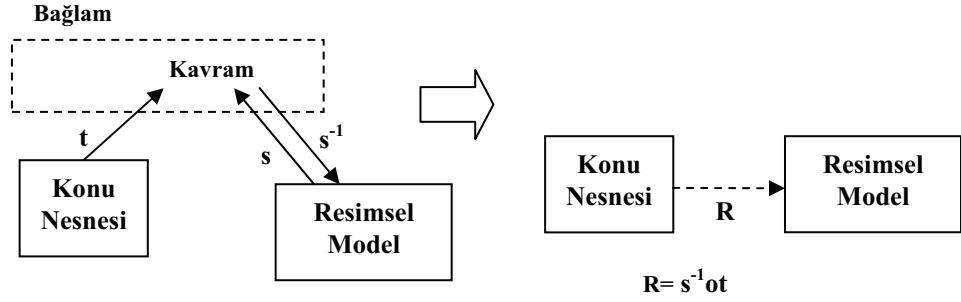 Bağlam
Kavram
t
s
s⁻¹
Konu
Nesnesi
Resimsel
Model
Konu
Nesnesi
R
Resimsel
Model
R= s⁻¹ot